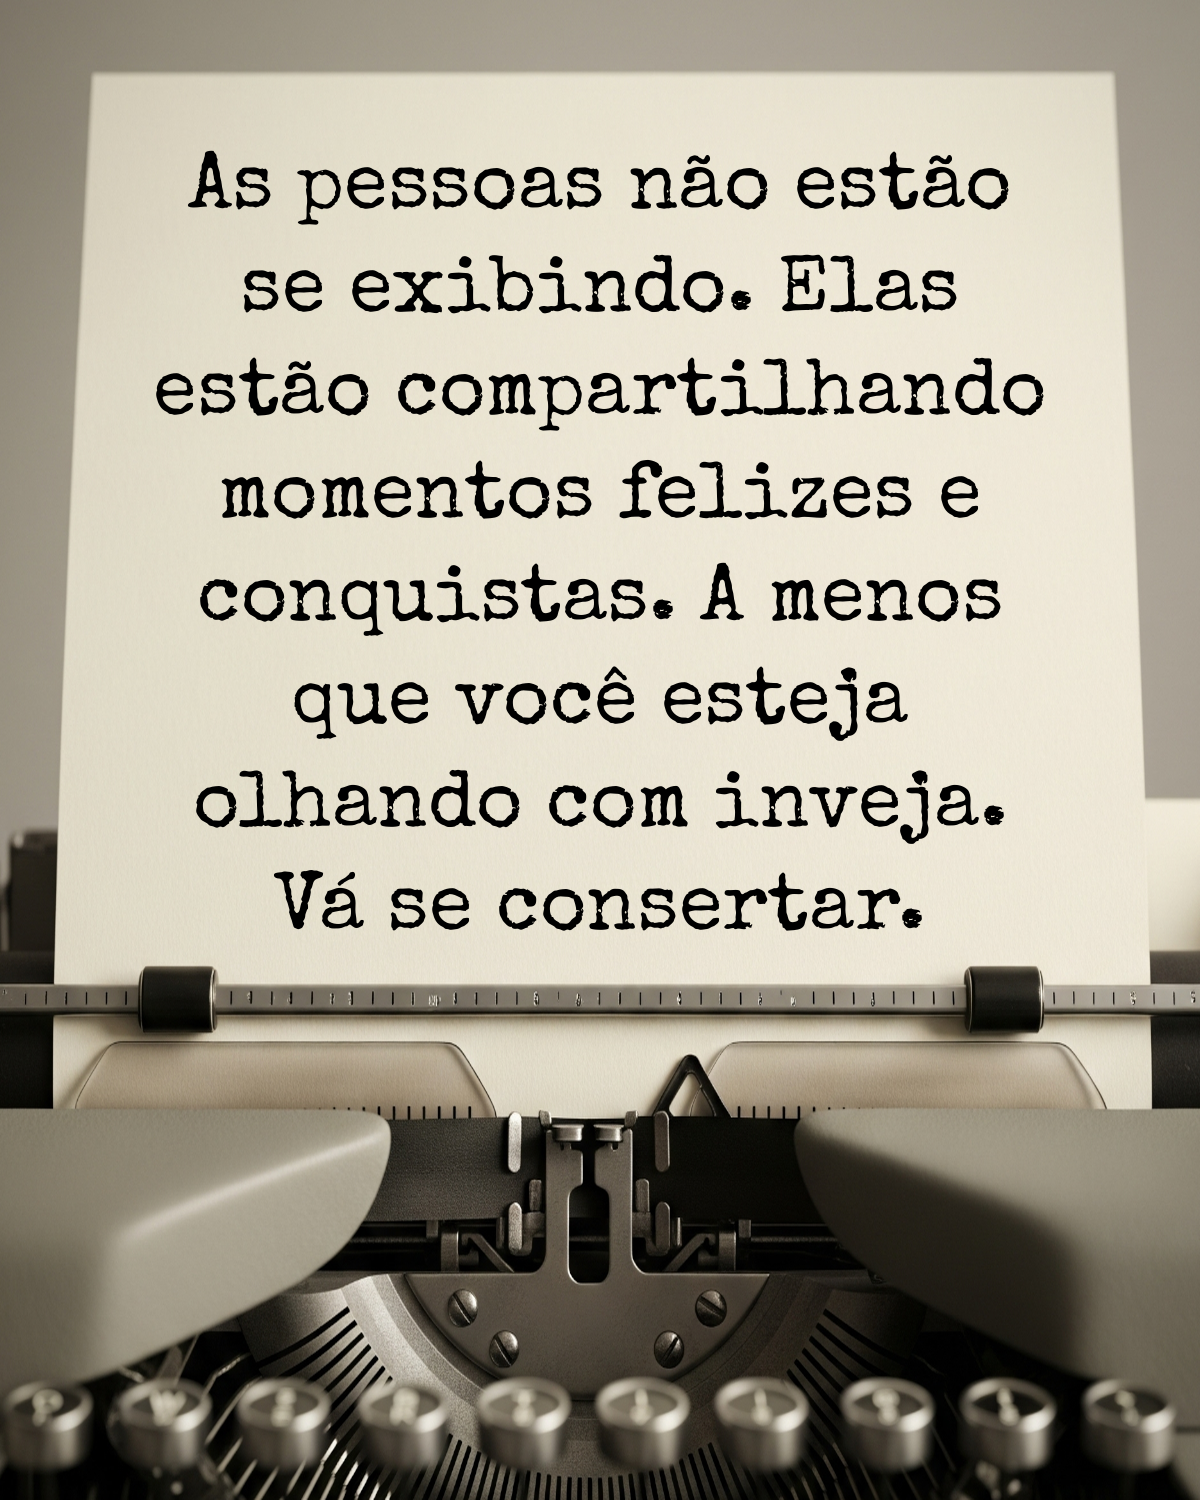 As pessoas não estão
se exibindo. Elas
estão compartilhando
momentos felizes e
conquistas. A menos
que você esteja
olhando com inveja.
Vá se consertar.